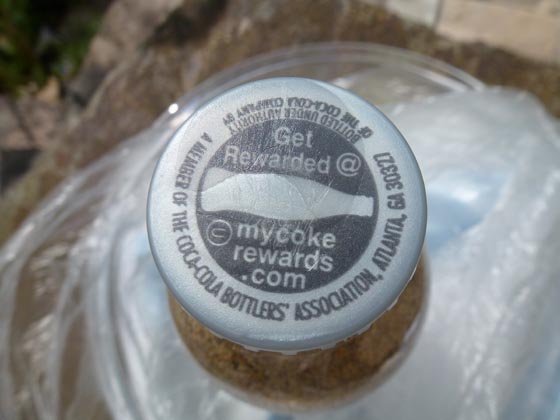 BOTTLED UNDER AUTHORITY
OF THE COCA-COLA
COMPANY BY
A MEMBER OF THE COCA-COLA BOTTLERS' ASSOCIATION, ATLANTA, GA 30327
Get
Rewarded @
© mycoke
rewards
.com